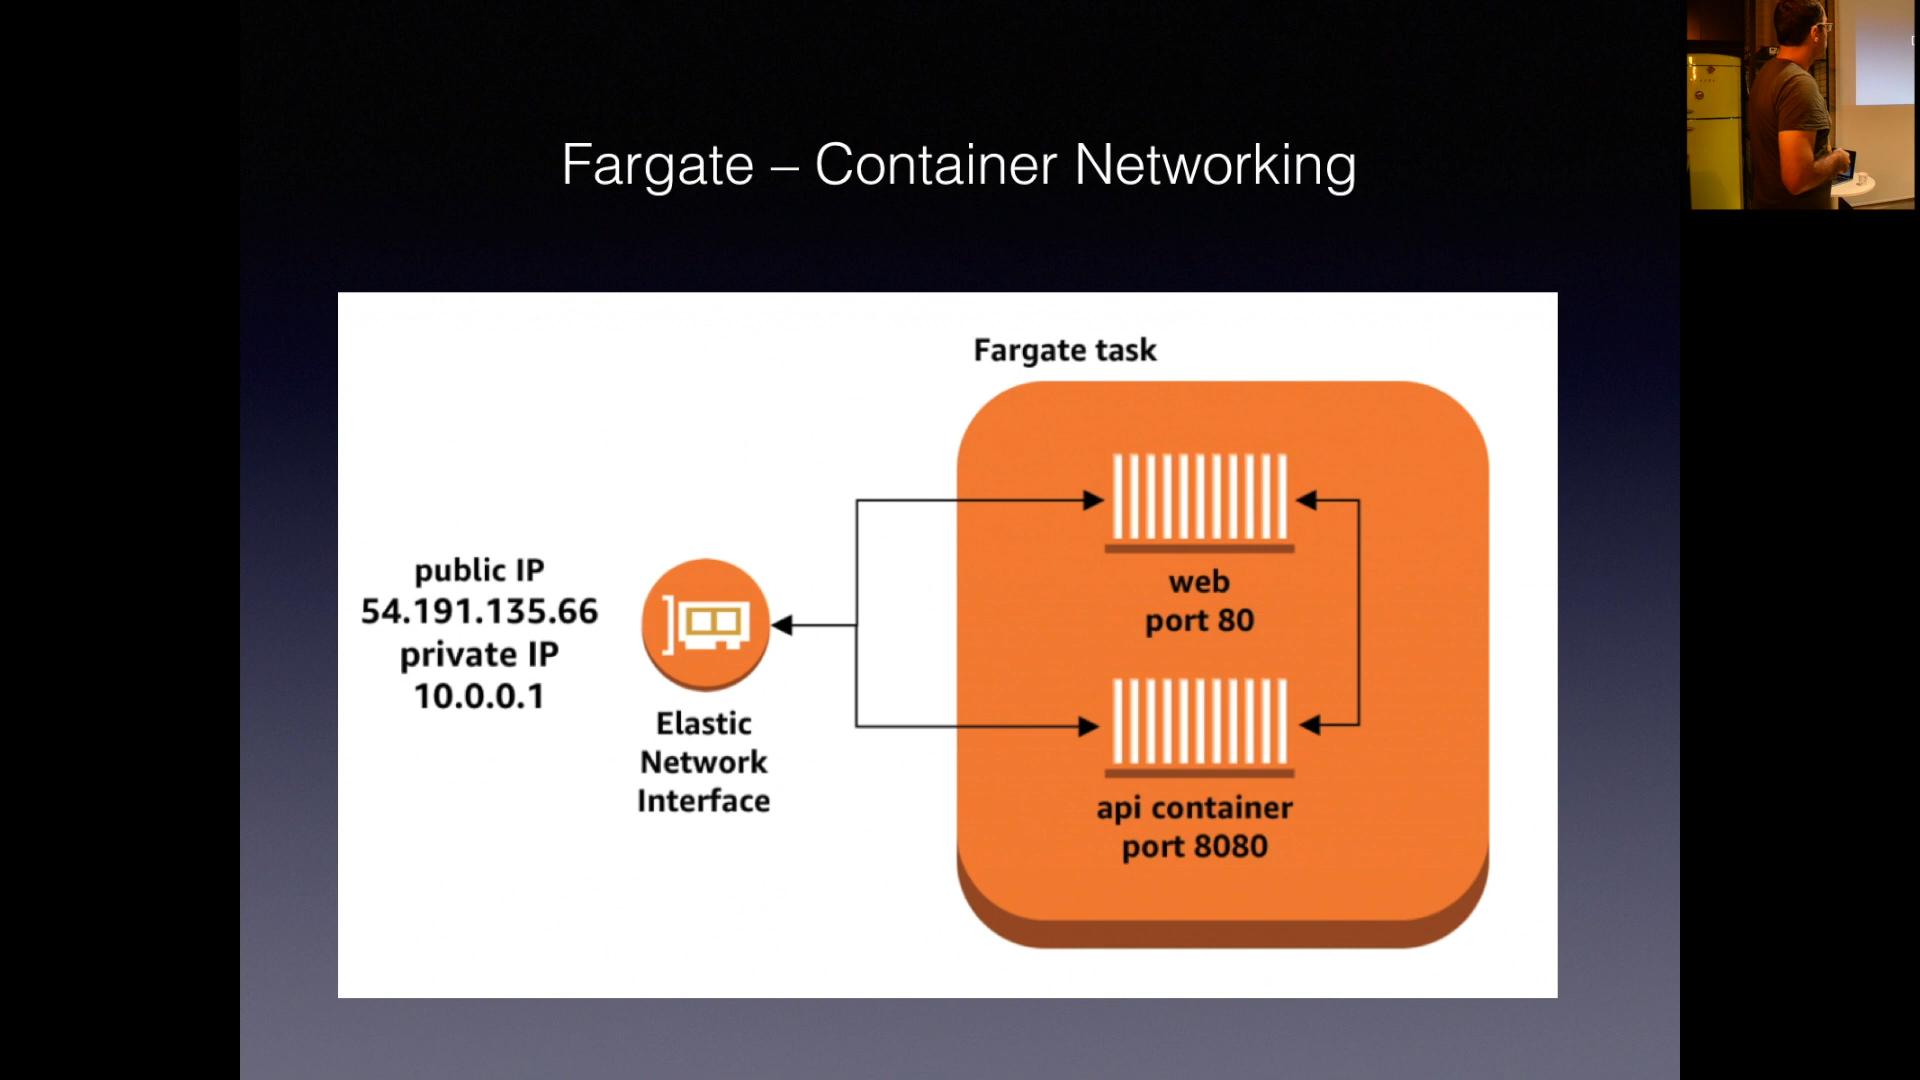 Fargate – Container Networking
Fargate task
public IP
54.191.135.66
private IP
10.0.0.1
Elastic
Network
Interface
web
port 80
api container
port 8080